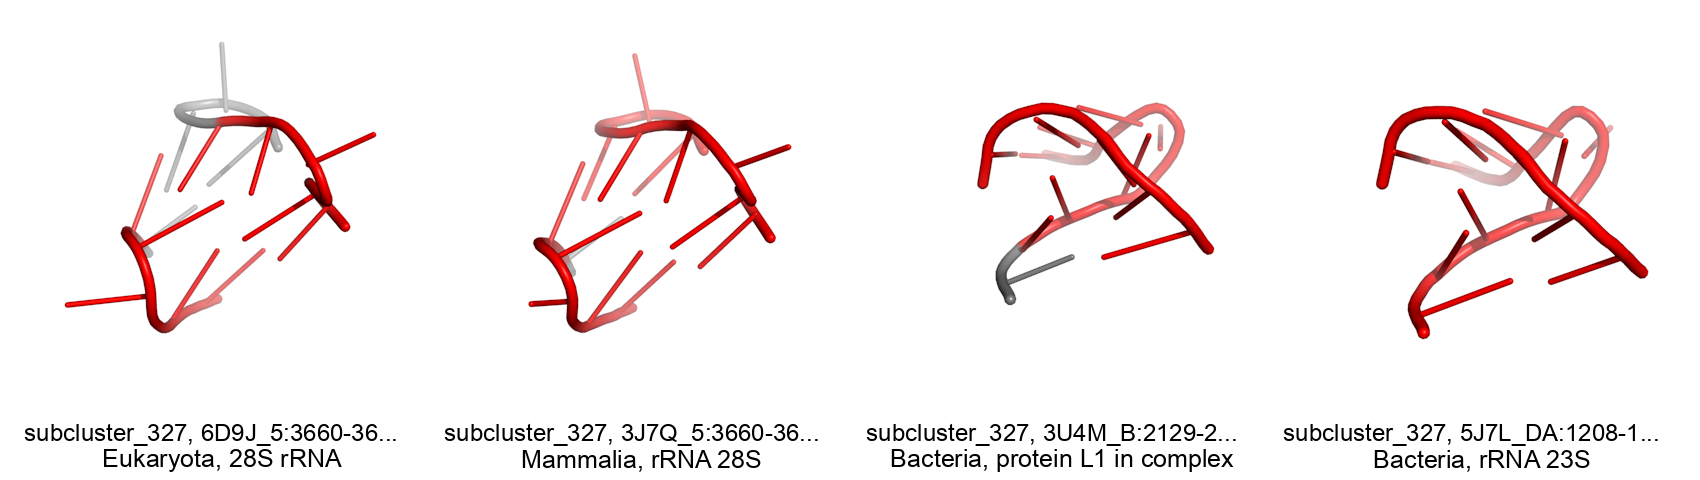 subcluster_327, 6D9J_5:3660-36...
Eukaryota, 28S rRNA
subcluster_327, 3J7Q_5:3660-36...
Mammalia, rRNA 28S
subcluster_327, 3U4M_B:2129-2...
Bacteria, protein L1 in complex
subcluster_327, 5J7L_DA:1208-1...
Bacteria, rRNA 23S